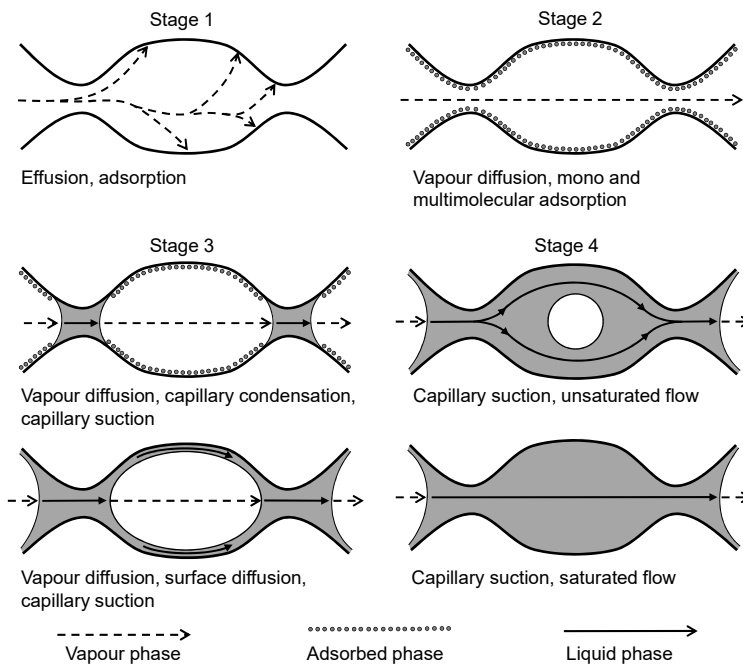 Stage 1
Stage 2
Effusion, adsorption
Vapour diffusion, mono and
multimolecular adsorption
Stage 3
Stage 4
Vapour diffusion, capillary condensation,
capillary suction
Capillary suction, unsaturated flow
Vapour diffusion, surface diffusion,
capillary suction
Capillary suction, saturated flow
Vapour phase
Adsorbed phase
Liquid phase